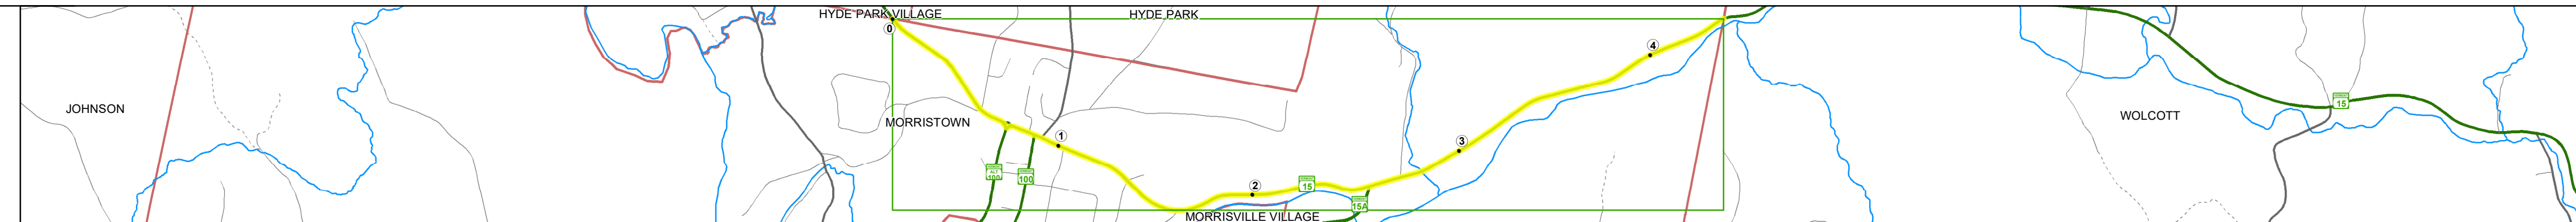 HYDE PARK VILLAGE
HYDE PARK
0
4
15
JOHNSON
WOLCOTT
MORRISTOWN
1
3
ALT
100
100
2
15
15A
MORRISVILLE VILLAGE